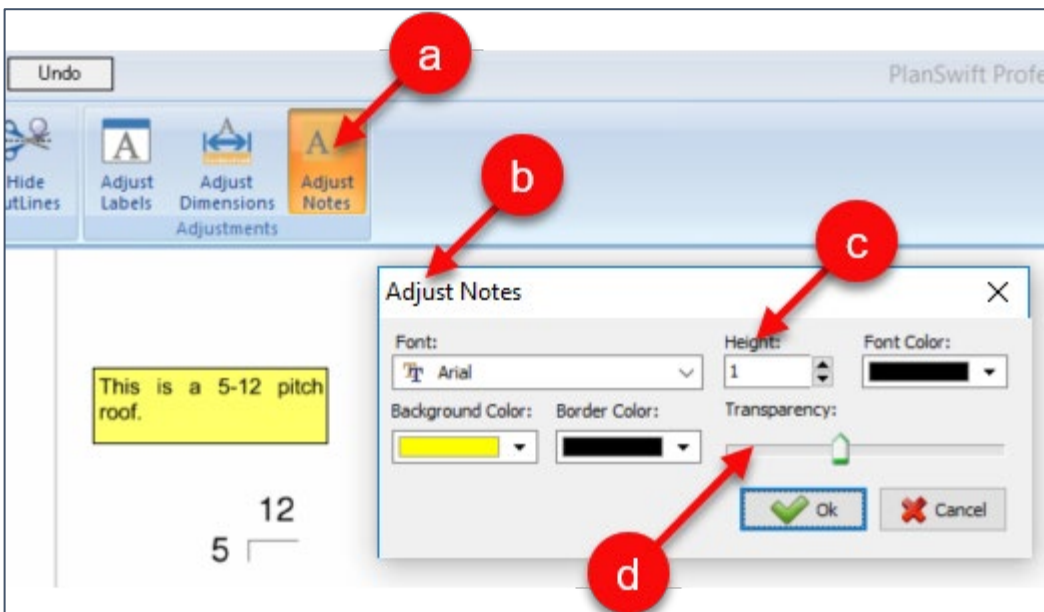 a
Undo
PlanSwift Profe
b
Hide
utLines
Adjust
Labels
Adjust
Dimensions
Adjust
Notes
Adjustments
c
Adjust Notes
Font:
Arial
Height:
1
Font Color:
This is a 5-12 pitch
roof.
Background Color:
Border Color:
Transparency:
Ok
Cancel
12
5
d